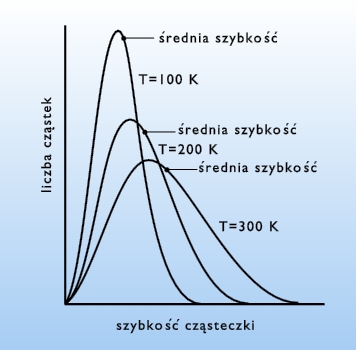 średnia szybkość
T=100 K
średnia szybkość
T=200 K
średnia szybkość
T=300 K
liczba cząstek
szybkość cząsteczki